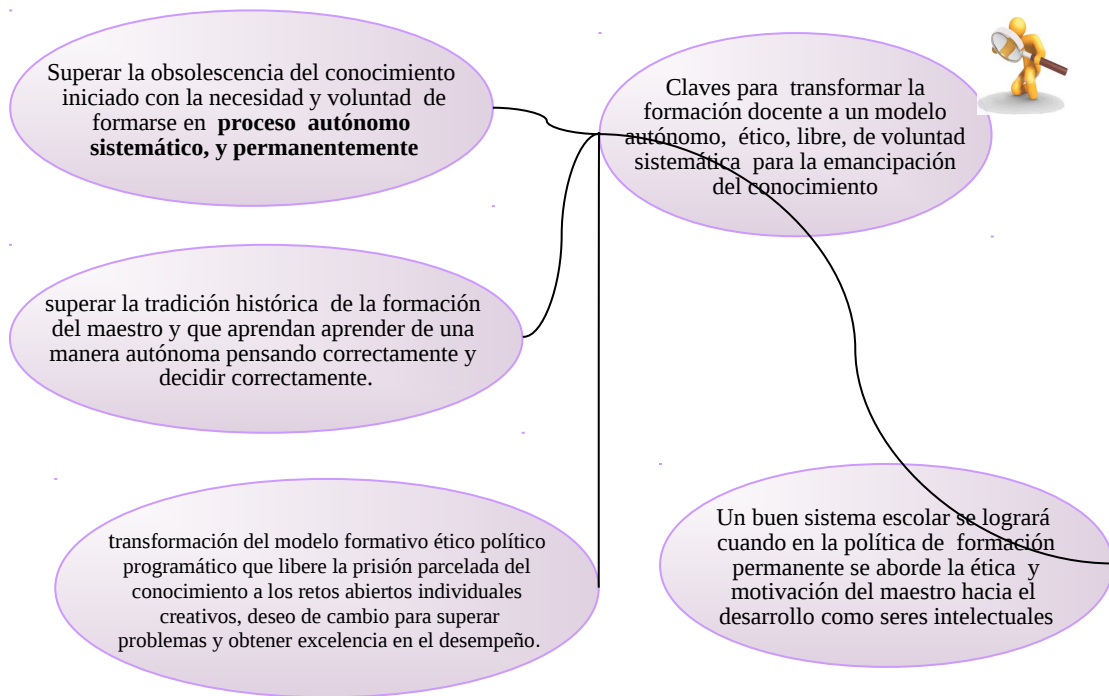 Superar la obsolescencia del conocimiento
iniciado con la necesidad y voluntad de
formarse en proceso autónomo
sistemático, y permanentemente
Claves para transformar la
formación docente a un modelo
autónomo, ético, libre, de voluntad
sistemática para la emancipación
del conocimiento
superar la tradición histórica de la formación
del maestro y que aprendan aprender de una
manera autónoma pensando correctamente y
decidir correctamente.
transformación del modelo formativo ético político
programático que libere la prisión parcelada del
conocimiento a los retos abiertos individuales
creativos, deseo de cambio para superar
problemas y obtener excelencia en el desempeño.
Un buen sistema escolar se logrará
cuando en la política de formación
permanente se aborde la ética y
motivación del maestro hacia el
desarrollo como seres intelectuales